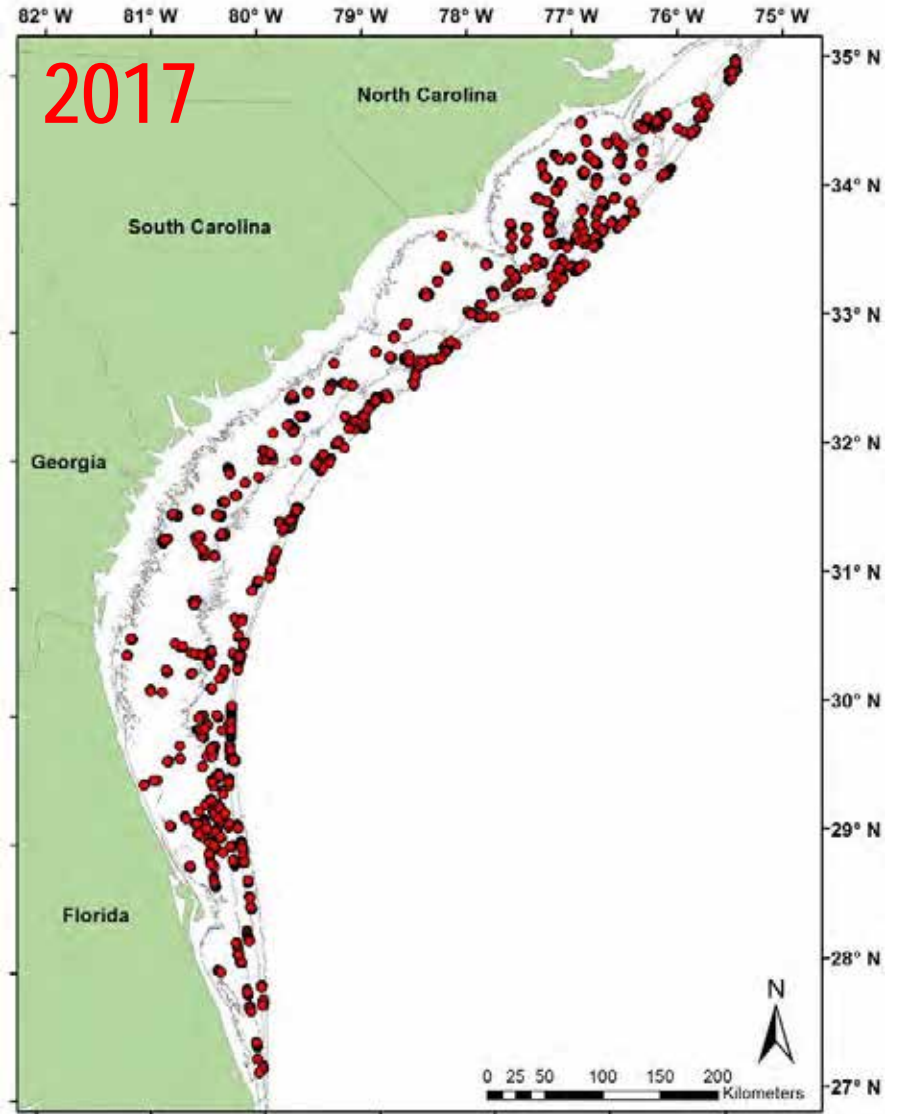 82° W 81° W 80° W 79° W 78° W 77° W 76° W 75° W
35° N
2017
North Carolina
34° N
South Carolina
33° N
32° N
Georgia
31° N
30° N
29° N
Florida
28° N
N
0 25 50 100 150 200
Kilometers
27° N